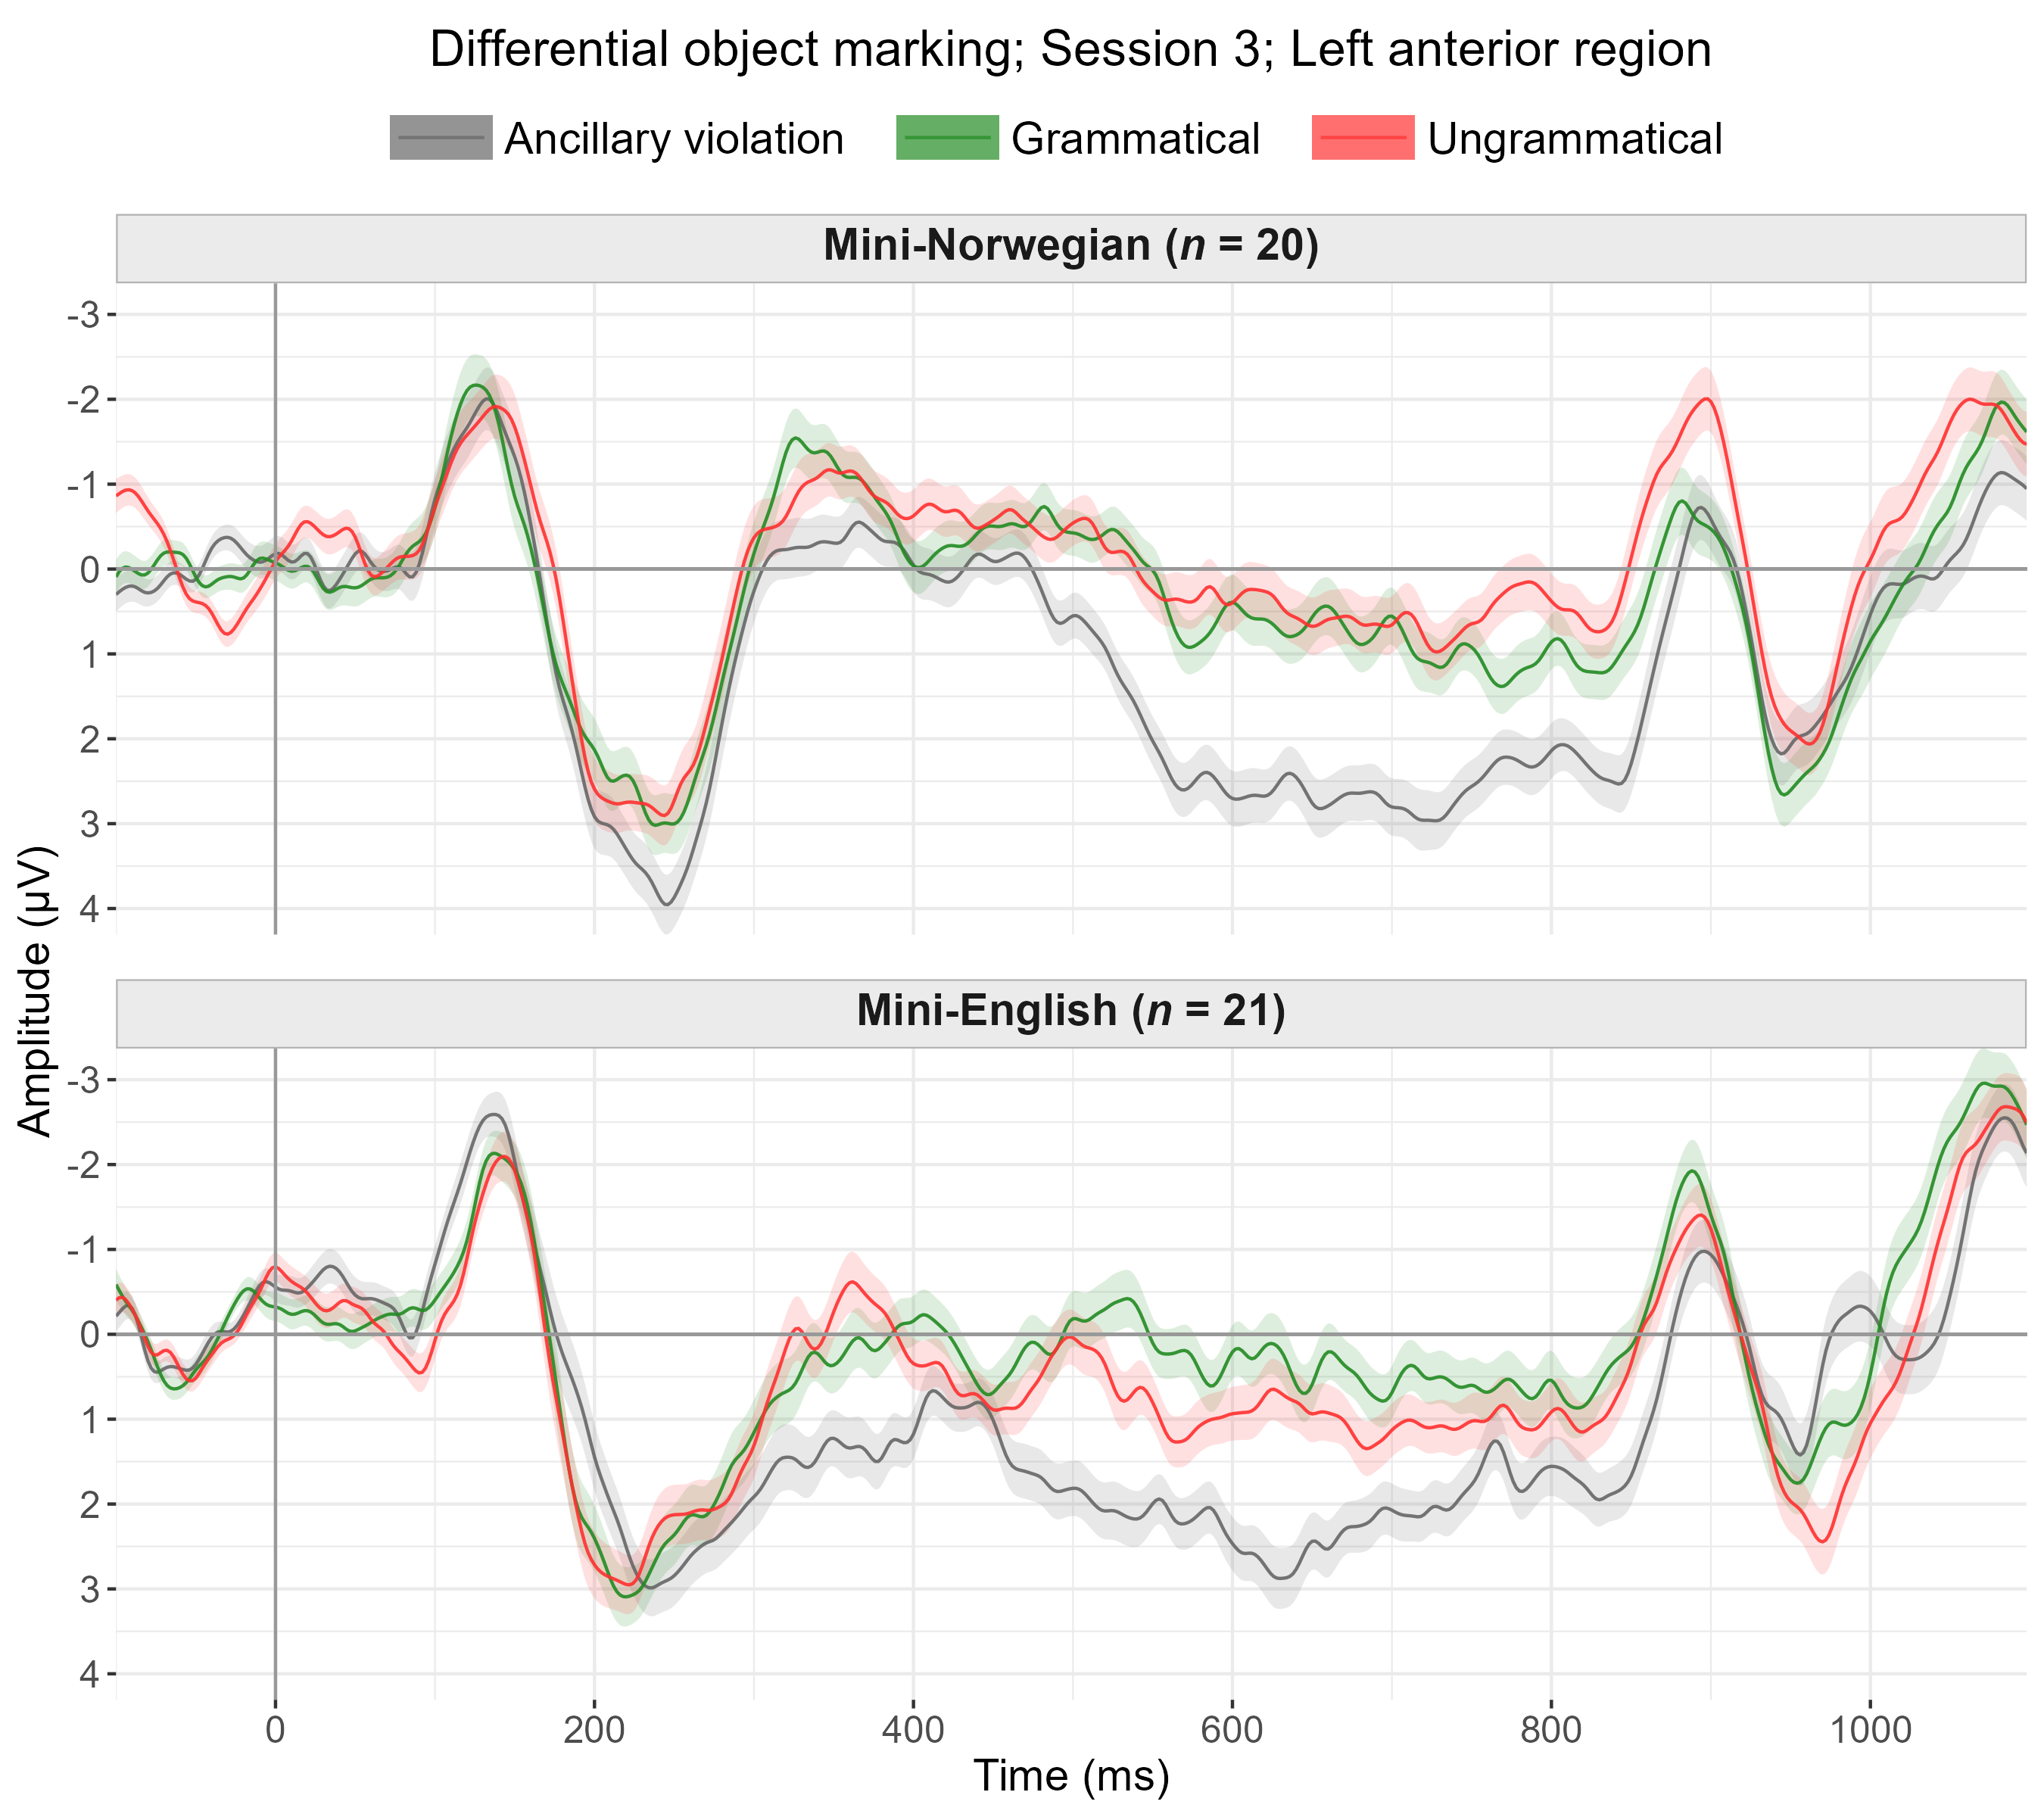 Differential object marking; Session 3; Left anterior region
Ancillary violation Grammatical Ungrammatical
Mini-Norwegian (n = 20)
-3
-2
-1
0
1
2
3
4
Amplitude (µV)
Mini-English (n = 21)
-3
-2
-1
0
1
2
3
4
0 200 400 600 800 1000
Time (ms)